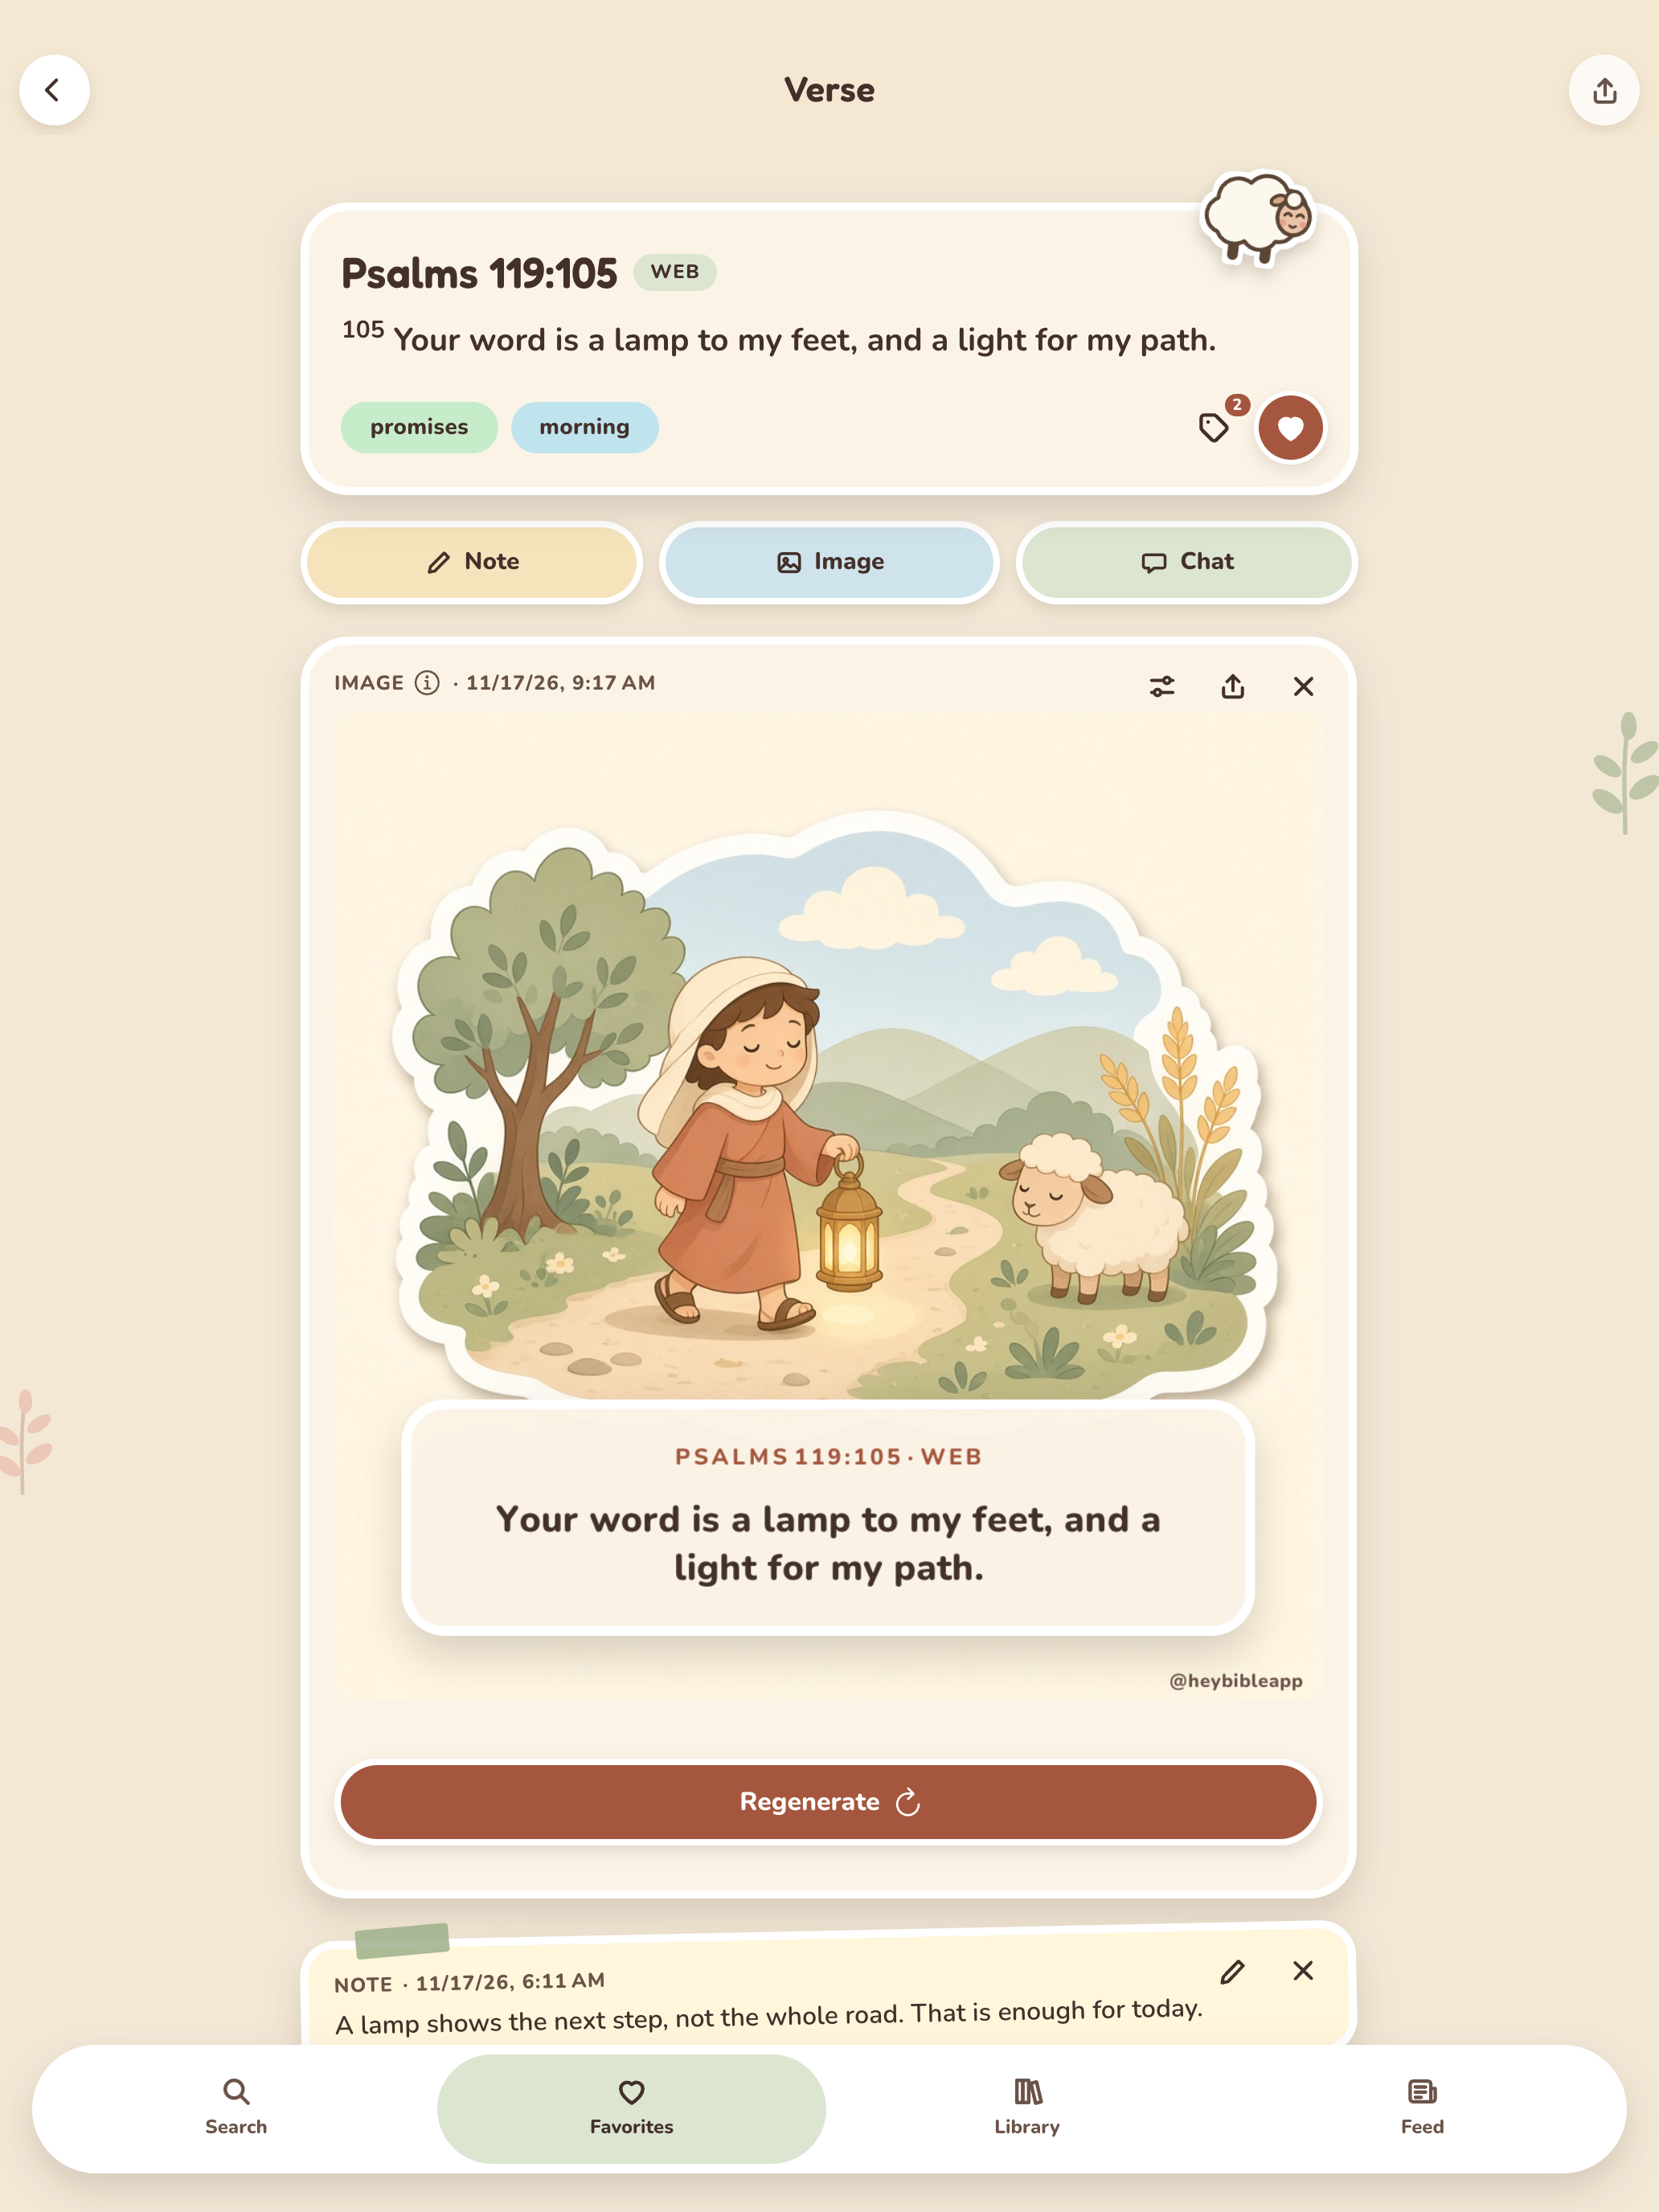 Verse
Psalms 119:105 WEB
105 Your word is a lamp to my feet, and a light for my path.
promises morning 2
Note Image Chat
IMAGE · 11/17/26, 9:17 AM
PSALMS 119:105 · WEB
Your word is a lamp to my feet, and a
light for my path.
@heybibleapp
Regenerate
NOTE · 11/17/26, 6:11 AM
A lamp shows the next step, not the whole road. That is enough for today.
Search Favorites Library Feed